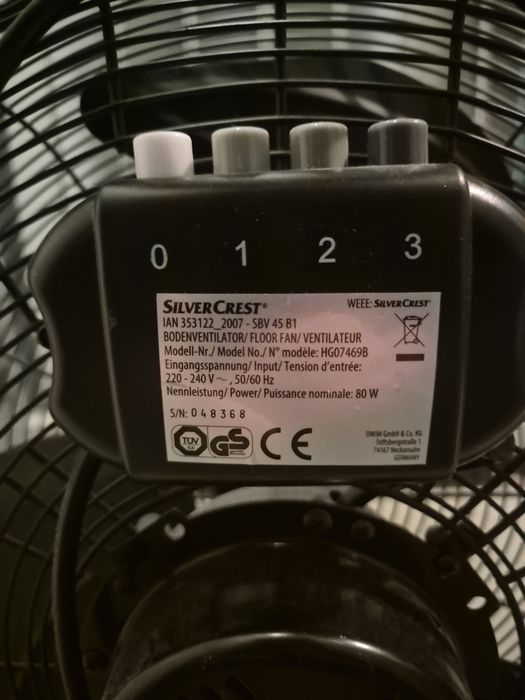 0 1 2 3
SILVERCREST® WEEE: SILVERCREST®
IAN 353122_2007 - SBV 45 B1
BODENVENTILATOR/ FLOOR FAN/ VENTILATEUR
Modell-Nr./ Model No./ N° modèle: HG07469B
Eingangsspannung/ Input/ Tension d'entrée:
220 - 240 V ~ , 50/60 Hz
Nennleistung/ Power/ Puissance nominale: 80 W
S/N: 048368
TÜV GS CE
OWIM GmbH & Co. KG
Stiftsbergstraße 1
74167 Neckarsulm
GERMANY